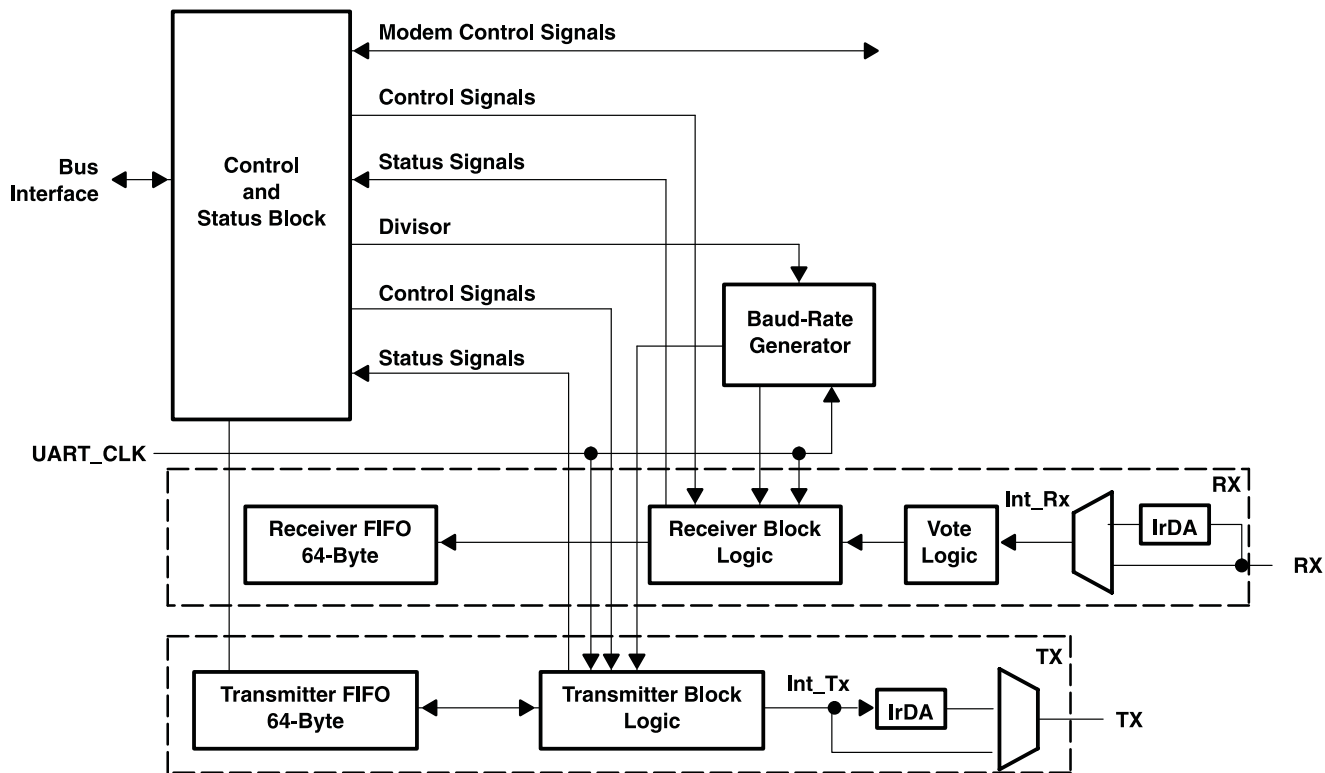 Modem Control Signals
Control Signals
Status Signals
Divisor
Control Signals
Status Signals
Bus
Interface
Control
and
Status Block
Baud-Rate
Generator
UART_CLK
RX
Receiver FIFO
64-Byte
Receiver Block
Logic
Vote
Logic
Int_Rx
IrDA
RX
TX
Transmitter FIFO
64-Byte
Transmitter Block
Logic
Int_Tx
IrDA
TX